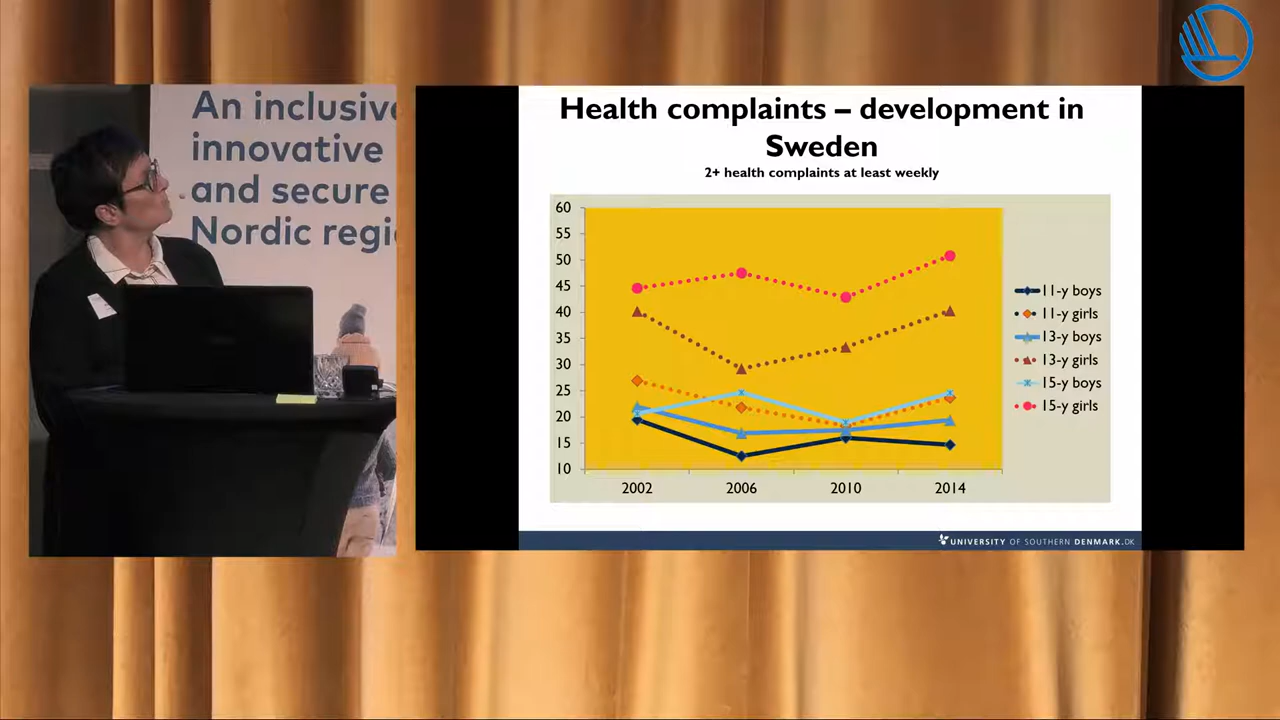 An inclusive
innovative
and secure
Nordic regi
Health complaints – development in
Sweden
2+ health complaints at least weekly
60
55
50
45
40
35
30
25
20
15
10
2002 2006 2010 2014
11-y boys
11-y girls
13-y boys
13-y girls
15-y boys
15-y girls
UNIVERSITY OF SOUTHERN DENMARK.DK